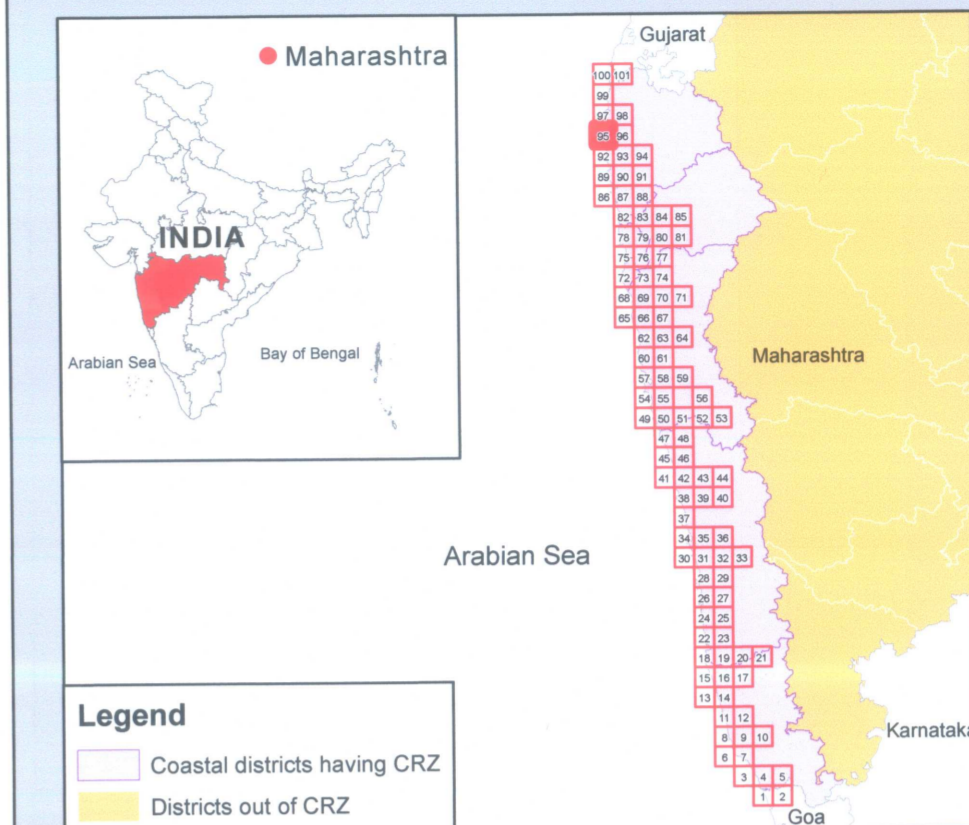 Maharashtra
INDIA
Arabian Sea
Bay of Bengal
Gujarat
100 101
99
97 98
95 96
92 93 94
89 90 91
86 87 88
82 83 84 85
78 79 80 81
75 76 77
72 73 74
68 69 70 71
65 66 67
62 63 64
60 61
57 58 59
54 55 56
49 50 51 52 53
47 48
45 46
41 42 43 44
38 39 40
37
34 35 36
30 31 32 33
28 29
26 27
24 25
22 23
18 19 20 21
15 16 17
13 14
11 12
8 9 10
6 7
3 4 5
1 2
Maharashtra
Arabian Sea
Karnataka
Goa
Legend
Coastal districts having CRZ
Districts out of CRZ